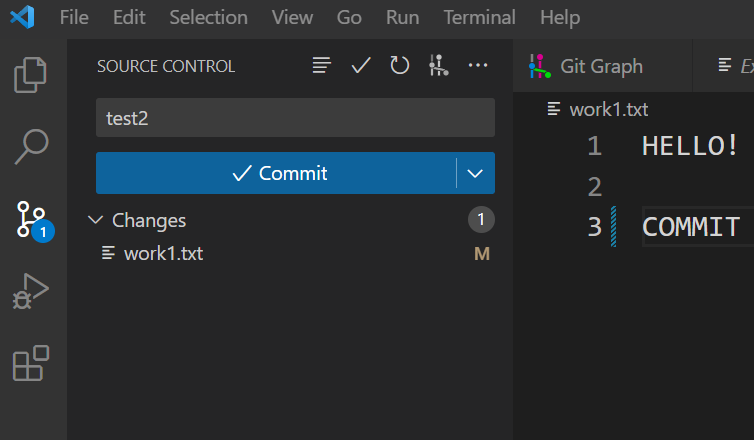 File Edit Selection View Go Run Terminal Help
SOURCE CONTROL
Git Graph
Ex
test2
work1.txt
Commit
1 HELLO!
2
Changes 1
3 COMMIT
1
work1.txt M